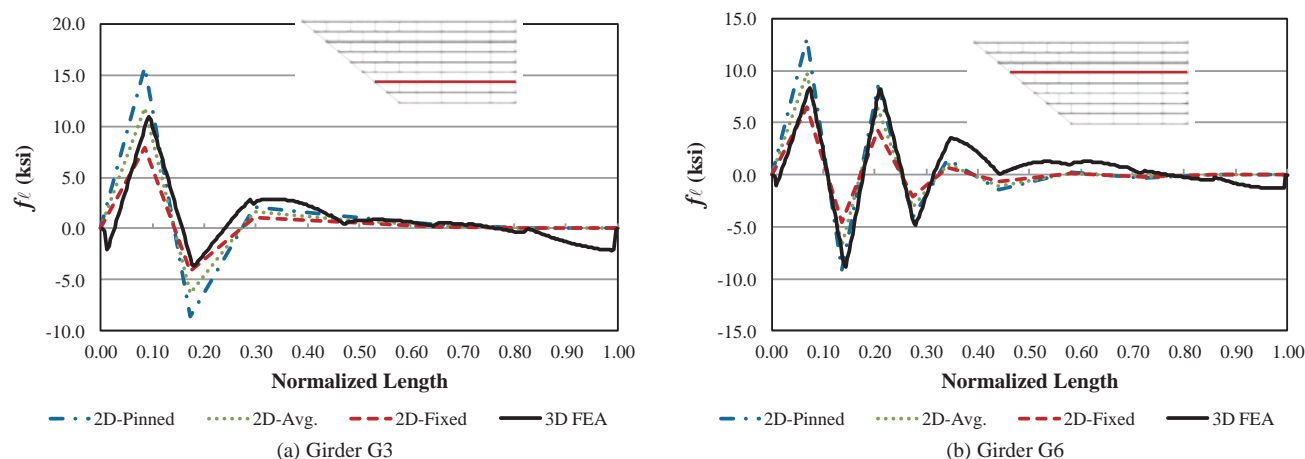 20.0
15.0
10.0
5.0
0.0
-5.0
-10.0
fℓ (ksi)
0.00 0.10 0.20 0.30 0.40 0.50 0.60 0.70 0.80 0.90 1.00
Normalized Length
2D-Pinned 2D-Avg. 2D-Fixed 3D FEA
(a) Girder G3
15.0
10.0
5.0
0.0
-5.0
-10.0
-15.0
fℓ (ksi)
0.00 0.10 0.20 0.30 0.40 0.50 0.60 0.70 0.80 0.90 1.00
Normalized Length
2D-Pinned 2D-Avg. 2D-Fixed 3D FEA
(b) Girder G6